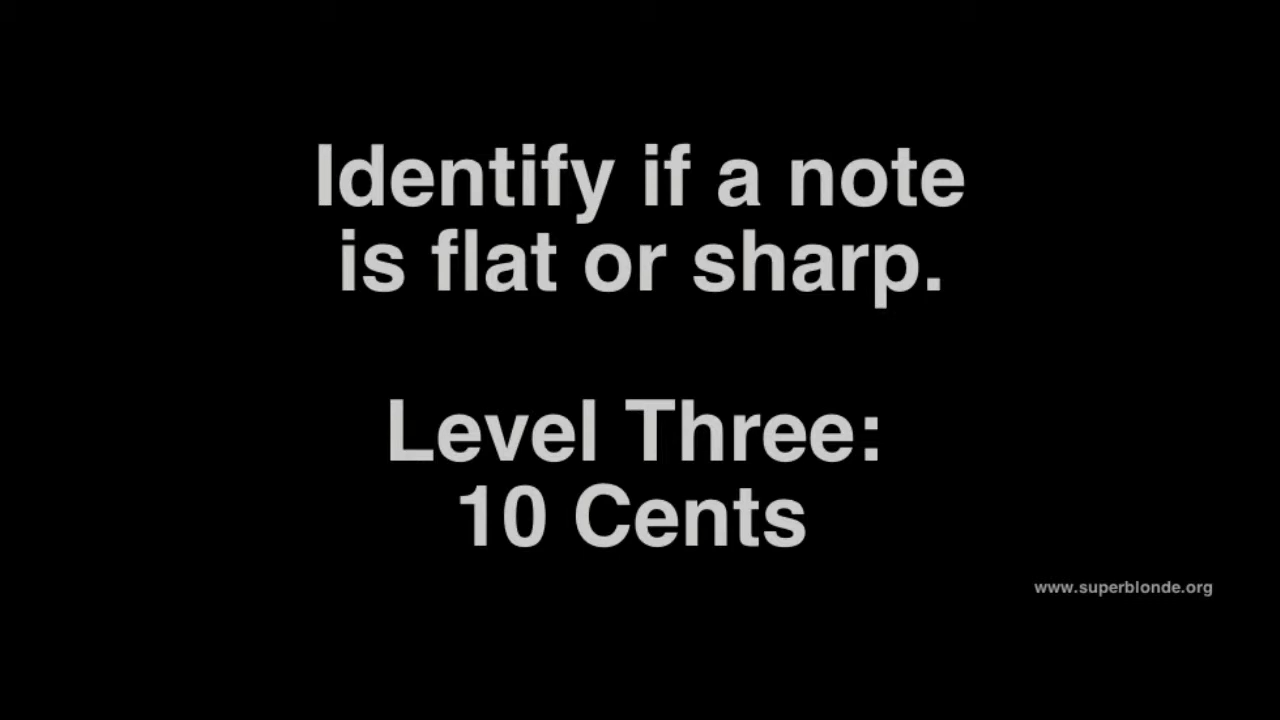 Identify if a note
is flat or sharp.
Level Three:
10 Cents
www.superblonde.org